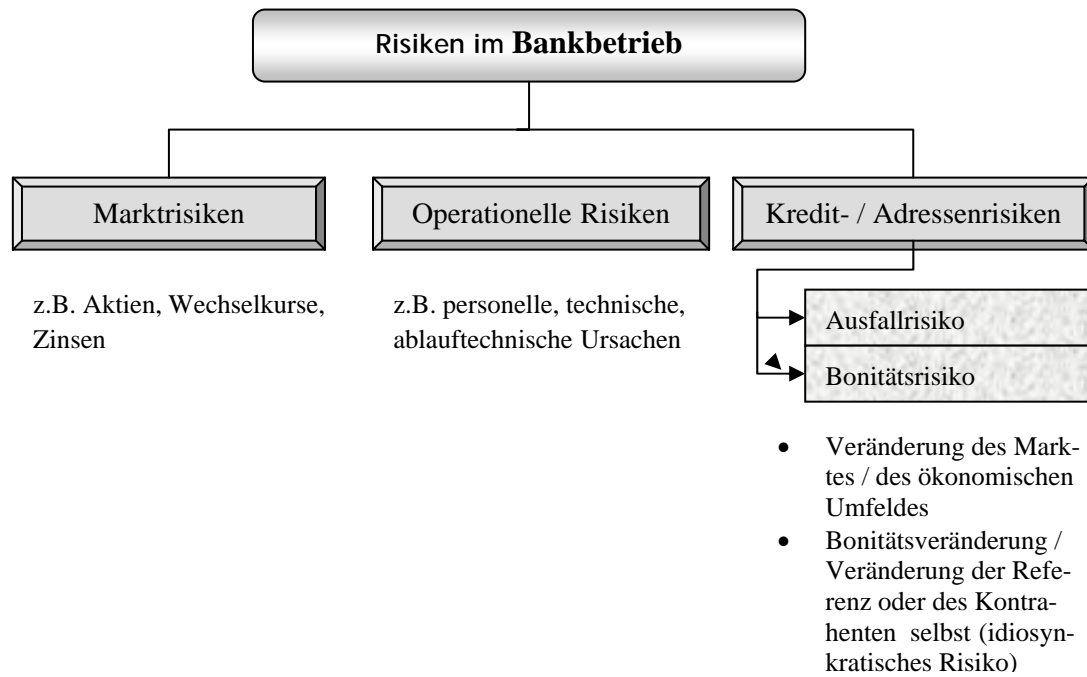 Risiken im Bankbetrieb
Marktrisiken
Operationelle Risiken
Kredit- / Adressenrisiken
z.B. Aktien, Wechselkurse,
Zinsen
z.B. personelle, technische,
ablauftechnische Ursachen
Ausfallrisiko
Bonitätsrisiko
• Veränderung des Mark-
tes / des ökonomischen
Umfeldes
• Bonitätsveränderung /
Veränderung der Refe-
renz oder des Kontra-
henten selbst (idiosyn-
kratisches Risiko)